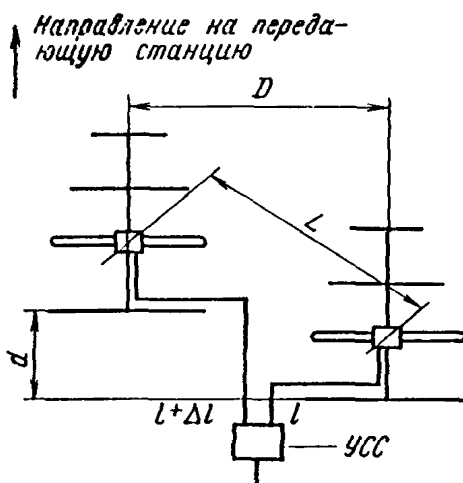 Направление на переда-
ющую станцию
D
L
d
l+Δl
l
УСС